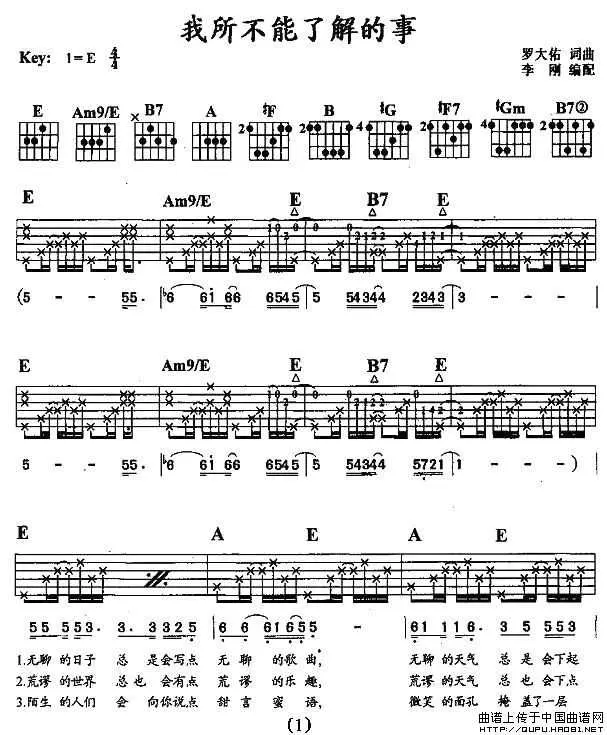 我所不能了解的事
Key: 1=E 4/4
罗大佑 词曲
李 刚 编配
E Am9/E B7 A ♯F B ♯G ♯F7 ♯Gm B7②
2 2 4 2 4 2
E Am9/E E B7 E
(5 - - 55. ♭6 6i66 6545 5 54344 2343 3 - -
E Am9/E E B7 E
5 - - 55. ♭6 6i66 6545 5 54344 5721 1 - - )
E A E A E
55 553. 3. 3325 6 6 6165 5 - 61 116. 3 5 553
1.无聊 的日子 总 是会写点 无 聊 的歌 曲, 无聊 的天气 总 是 会下起
2.荒谬 的世界 总也 会有点 荒 谬 的乐 趣, 荒谬 的天气 总 也 会下点
3.陌生 的人们 会 向你说点 甜 言 蜜 语, 微笑 的面孔 掩 盖了一层
(1)
曲谱上传于中国曲谱网
HTTP://QUPU.HAO81.NET